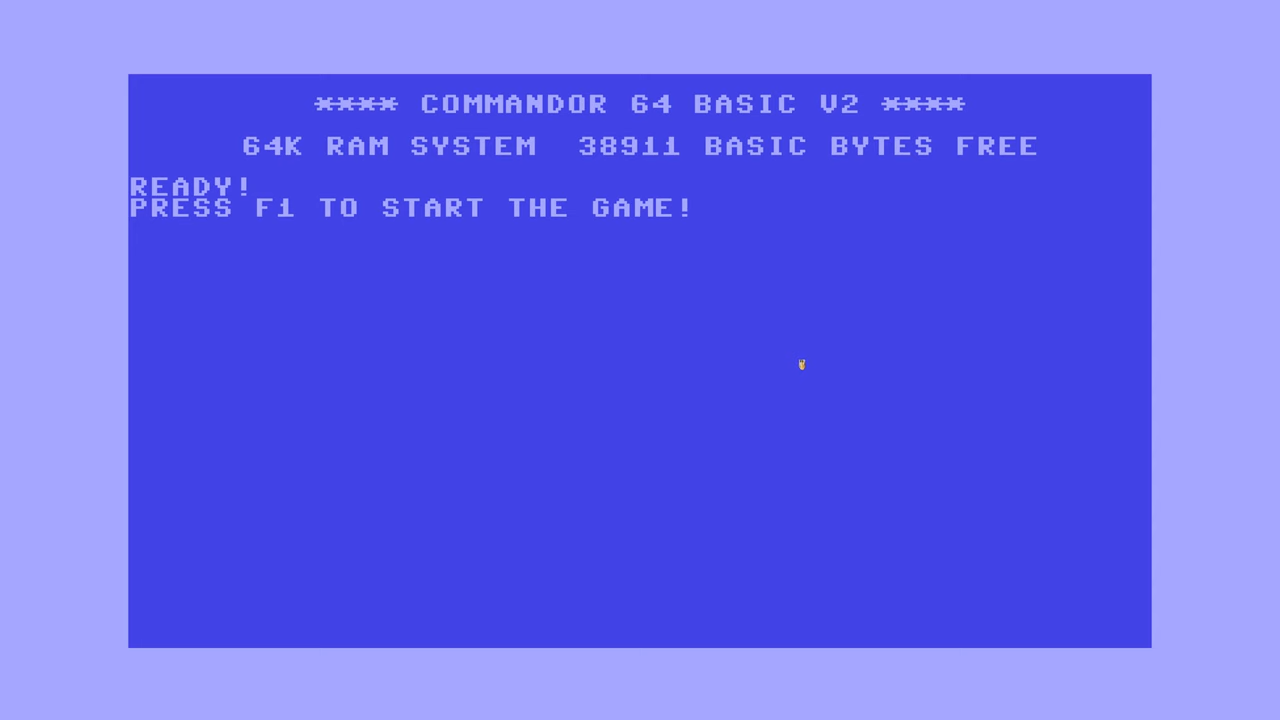 **** COMMANDOR 64 BASIC V2 ****
64K RAM SYSTEM  38911 BASIC BYTES FREE
READY!
PRESS F1 TO START THE GAME!